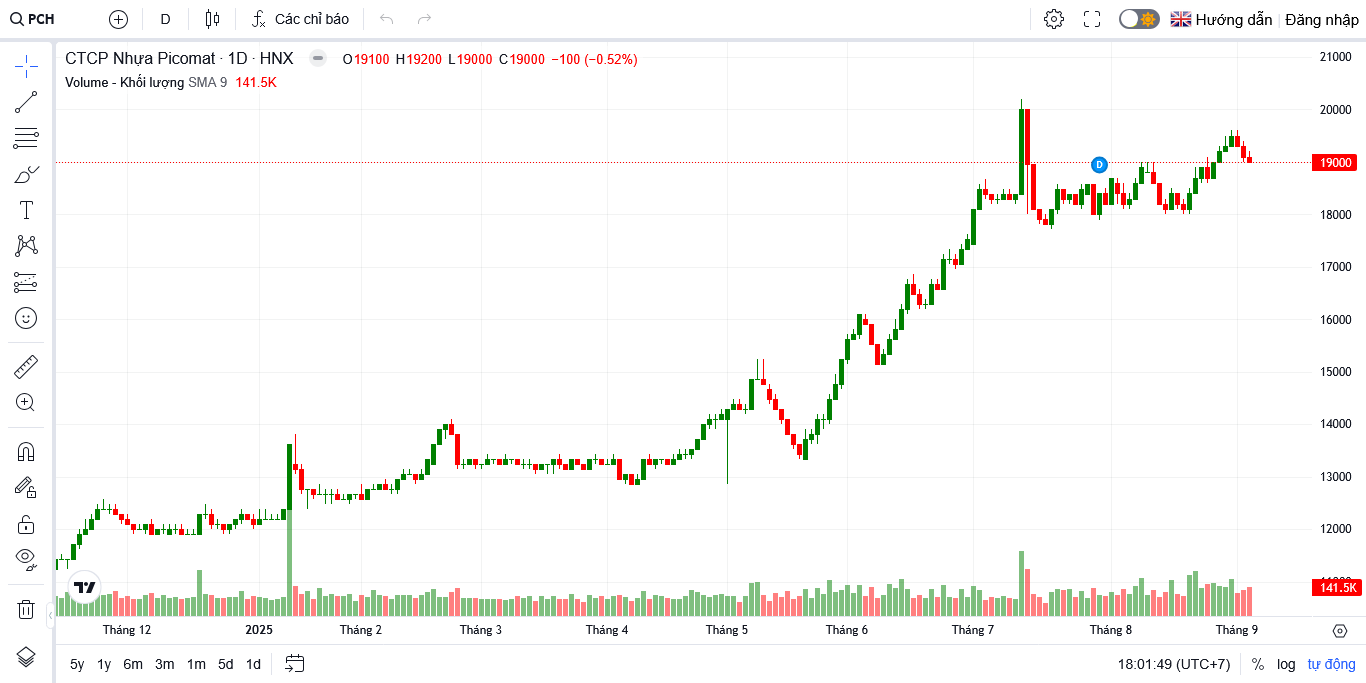 PCH D Các chỉ báo Hướng dẫn Đăng nhập
CTCP Nhựa Picomat · 1D · HNX O19100 H19200 L19000 C19000 −100 (−0.52%)
Volume - Khối lượng SMA 9 141.5K
21000
20000
19000
D
18000
17000
16000
15000
14000
13000
12000
141.5K
Tháng 12 2025 Tháng 2 Tháng 3 Tháng 4 Tháng 5 Tháng 6 Tháng 7 Tháng 8 Tháng 9
5y 1y 6m 3m 1m 5d 1d 18:01:49 (UTC+7) % log tự động